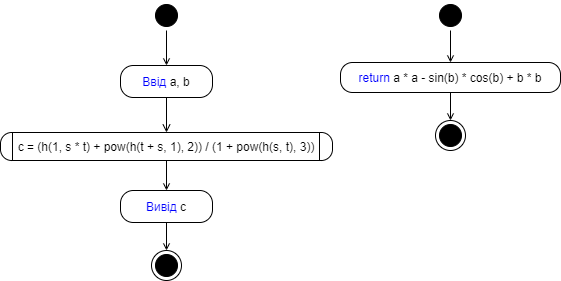 Ввід a, b
c = (h(1, s * t) + pow(h(t + s, 1), 2)) / (1 + pow(h(s, t), 3))
Вивід c
return a * a - sin(b) * cos(b) + b * b